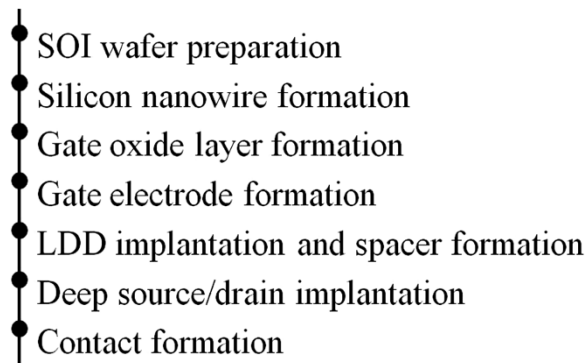 SOI wafer preparation
Silicon nanowire formation
Gate oxide layer formation
Gate electrode formation
LDD implantation and spacer formation
Deep source/drain implantation
Contact formation